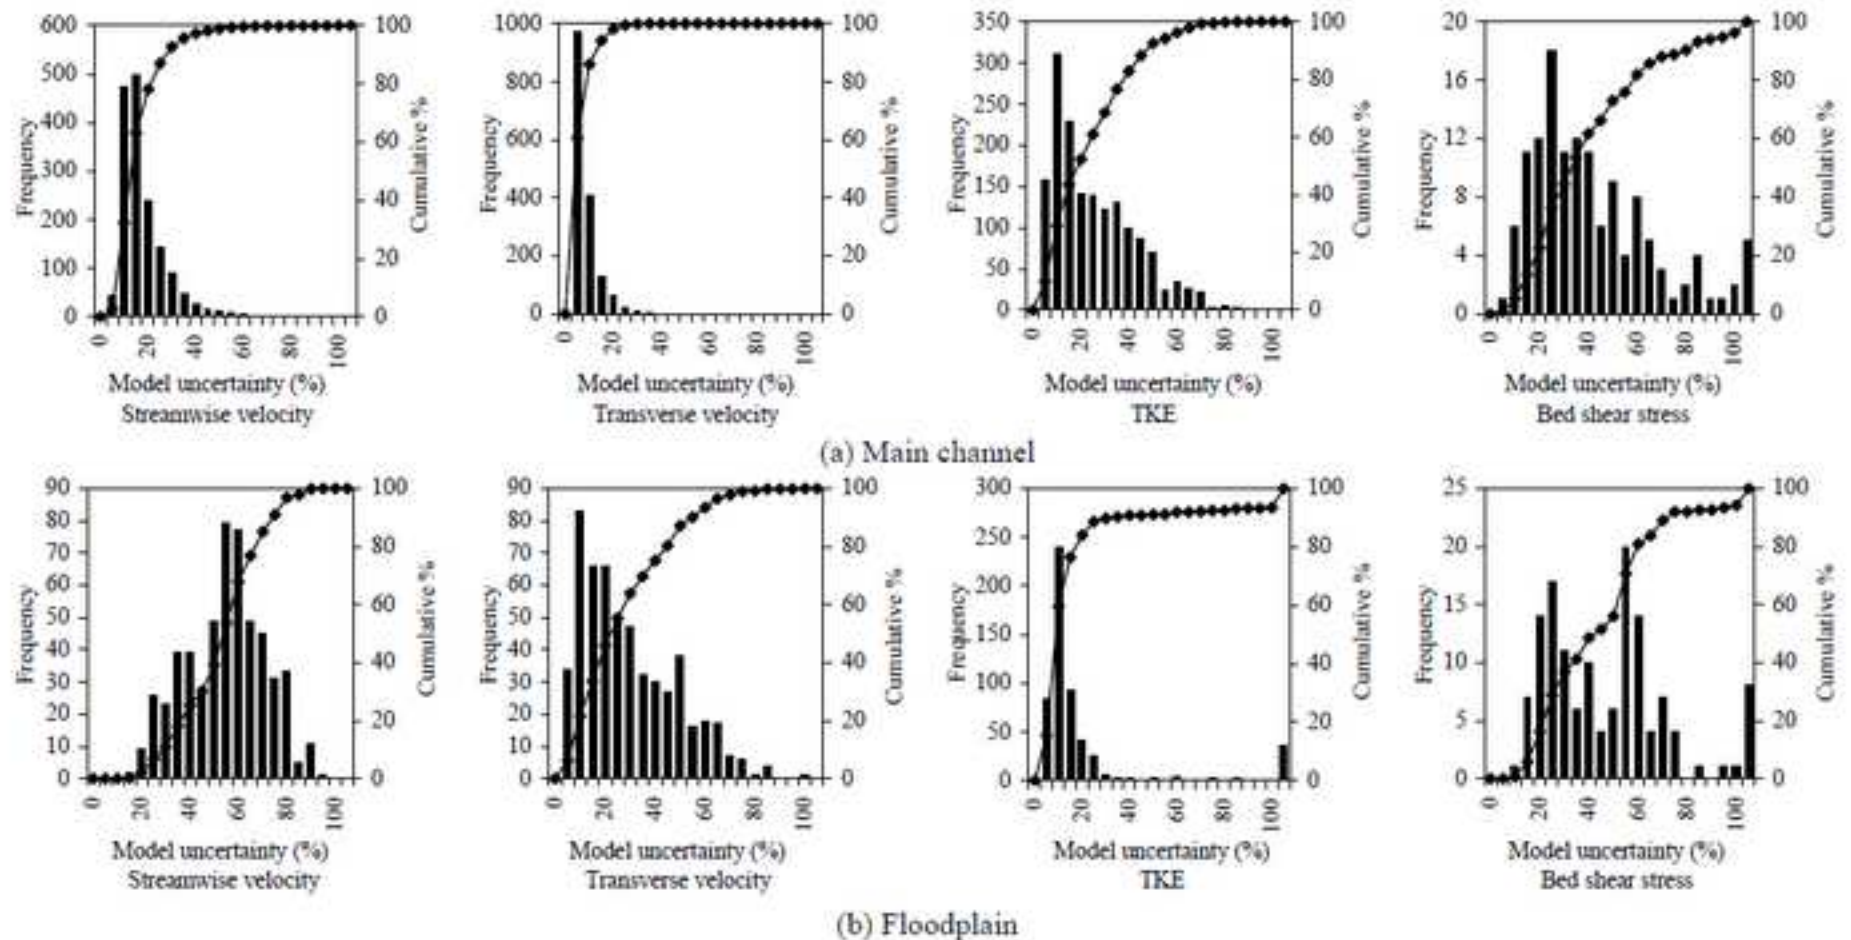 600 500 400 300 200 100 0
Frequency
100 80 60 40 20 0
Cumulative %
0 20 40 60 80 100
Model uncertainty (%)
Streamwise velocity
1000 800 600 400 200 0
Frequency
100 80 60 40 20 0
Cumulative %
0 20 40 60 80 100
Model uncertainty (%)
Transverse velocity
350 300 250 200 150 100 50 0
Frequency
100 80 60 40 20 0
Cumulative %
0 20 40 60 80 100
Model uncertainty (%)
TKE
20 16 12 8 4 0
Frequency
100 80 60 40 20 0
Cumulative %
0 20 40 60 80 100
Model uncertainty (%)
Bed shear stress
(a) Main channel
90 80 70 60 50 40 30 20 10 0
Frequency
100 80 60 40 20 0
Cumulative %
0 20 40 60 80 100
Model uncertainty (%)
Streamwise velocity
90 80 70 60 50 40 30 20 10 0
Frequency
100 80 60 40 20 0
Cumulative %
0 20 40 60 80 100
Model uncertainty (%)
Transverse velocity
300 250 200 150 100 50 0
Frequency
100 80 60 40 20 0
Cumulative %
0 20 40 60 80 100
Model uncertainty (%)
TKE
25 20 15 10 5 0
Frequency
100 80 60 40 20 0
Cumulative %
0 20 40 60 80 100
Model uncertainty (%)
Bed shear stress
(b) Floodplain